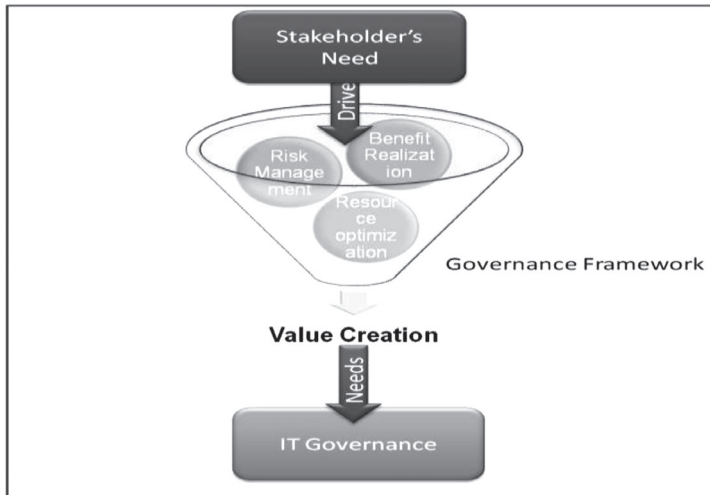 Stakeholder's
Need
Drive
Benefit
Realizat
ion
Risk
Manage
ment
Resour
ce
optimiz
ation
Governance Framework
Value Creation
Needs
IT Governance